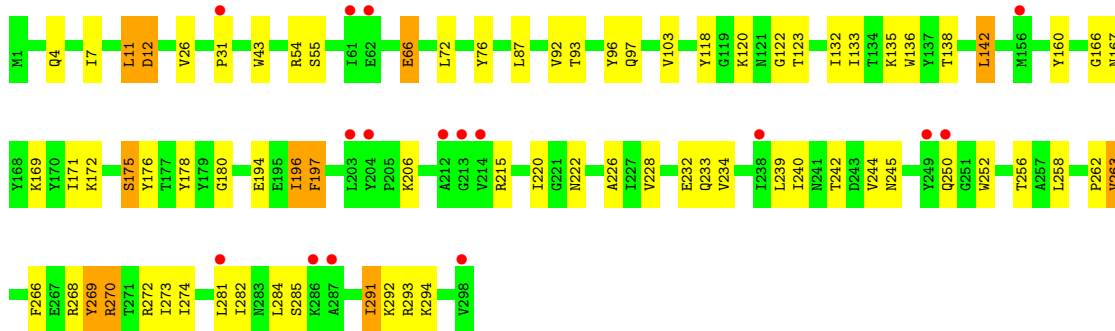 M1 Q4 I7 L11 D12 V26 P31 W43 R54 S55 I61 E62 E66 L72 Y76 L87 V92 T93 Y96 Q97 V103 Y118 G119 K120 N121 G122 T123 I132 I133 T134 K135 W136 Y137 T138 L142 M156 Y160 G166 N167
Y168 K169 Y170 I171 K172 S175 Y176 T177 Y178 Y179 G180 E194 E195 I196 F197 L203 Y204 P205 K206 A212 G213 V214 R215 I220 G221 N222 A226 I227 V228 E232 Q233 V234 I238 L239 I240 N241 T242 D243 V244 N245 Y249 Q250 G251 W252 T256 A257 L258 P262
F266 E267 R268 Y269 R270 T271 R272 I273 I274 L281 I282 N283 L284 S285 K286 A287 I291 K292 R293 K294 V298